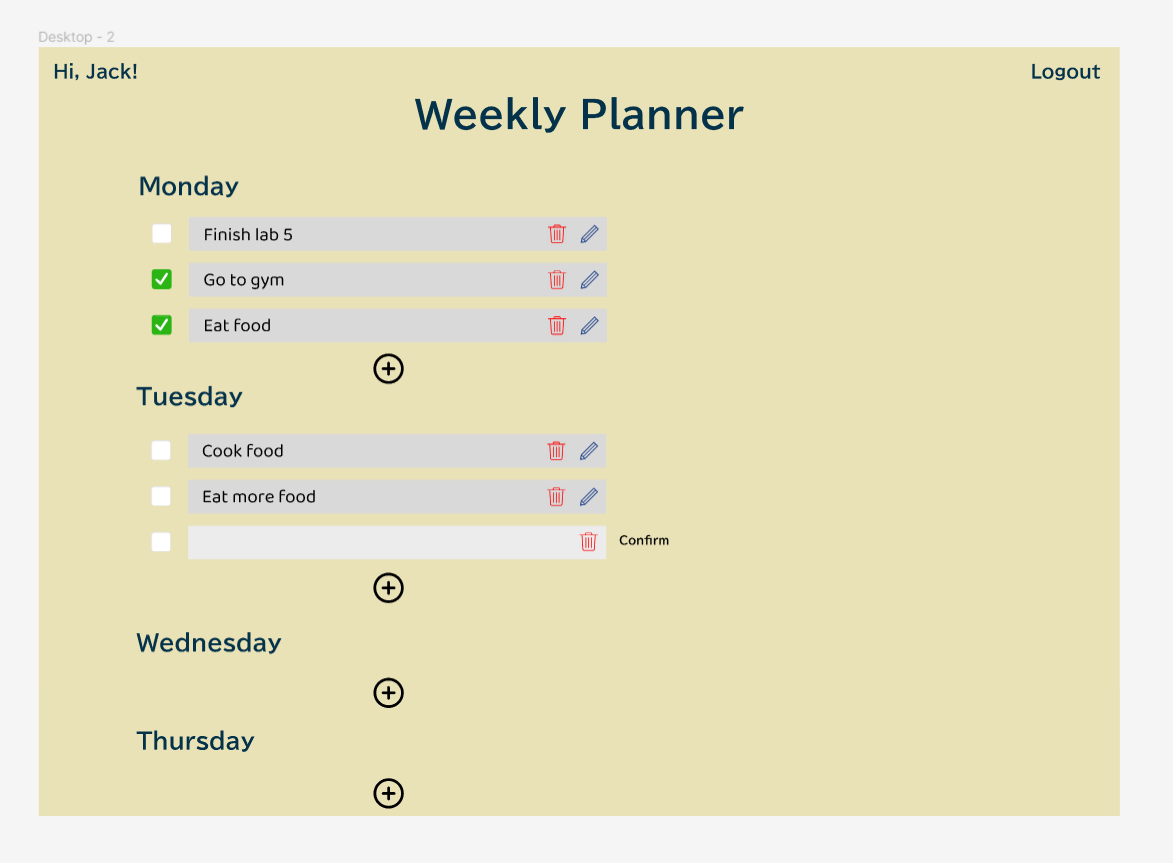 Desktop - 2
Hi, Jack!
Logout
Weekly Planner
Monday
Finish lab 5
Go to gym
Eat food
Tuesday
Cook food
Eat more food
Confirm
Wednesday
Thursday